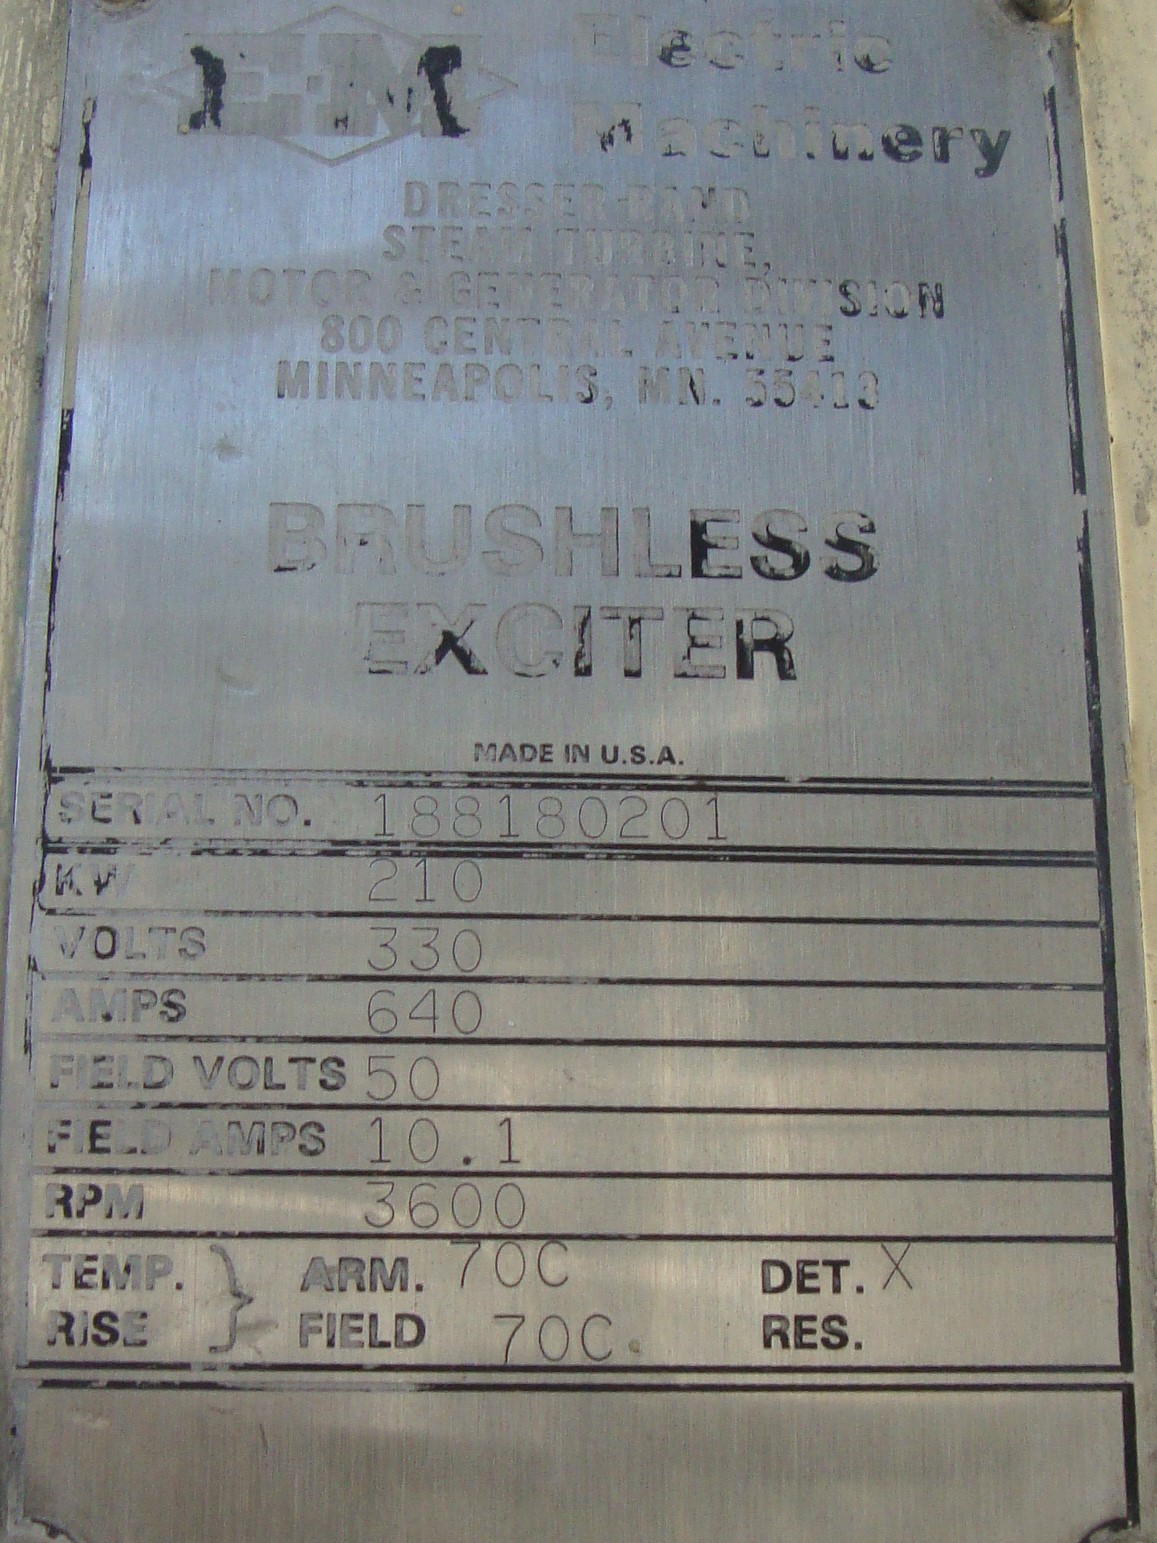 E-M Electric
Machinery
DRESSER-RAND
STEAM TURBINE,
MOTOR & GENERATOR DIVISION
800 CENTRAL AVENUE
MINNEAPOLIS, MN. 55413
BRUSHLESS
EXCITER
MADE IN U.S.A.
SERIAL NO. 188180201
KW 210
VOLTS 330
AMPS 640
FIELD VOLTS 50
FIELD AMPS 10.1
RPM 3600
TEMP. RISE } ARM. 70C DET. X
FIELD 70C. RES.